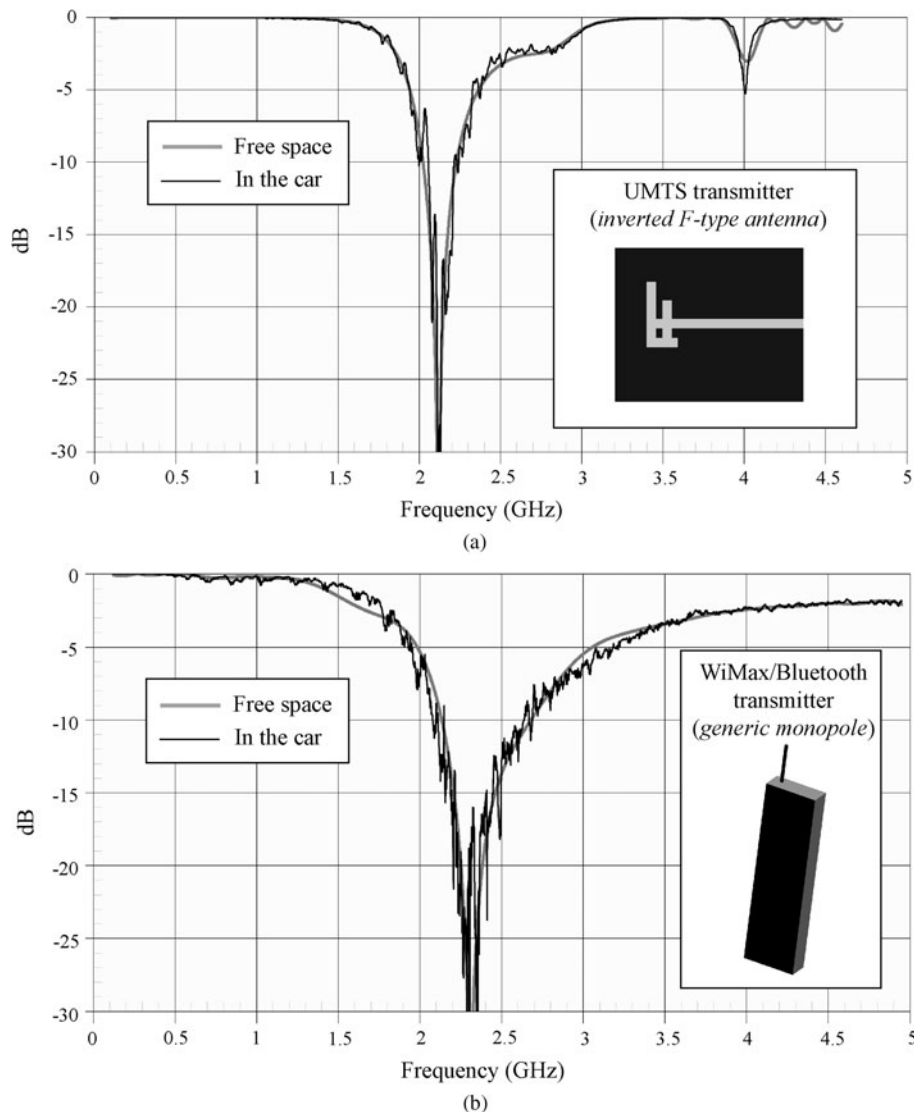 0
-5
-10
-15
-20
-25
-30
dB
Free space
In the car
UMTS transmitter
(inverted F-type antenna)
0 0.5 1 1.5 2 2.5 3 3.5 4 4.5 5
Frequency (GHz)
(a)
0
-5
-10
-15
-20
-25
-30
dB
Free space
In the car
WiMax/Bluetooth
transmitter
(generic monopole)
0 0.5 1 1.5 2 2.5 3 3.5 4 4.5 5
Frequency (GHz)
(b)